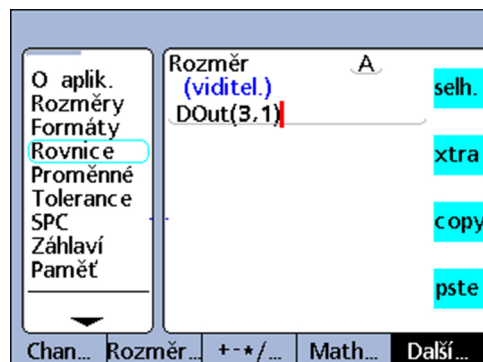 O aplik.
Rozměry
Formáty
Rovnice
Proměnné
Tolerance
SPC
Záhlaví
Paměť
Rozměr A
(viditel.)
DOut(3,1)
selh.
xtra
copy
pste
Chan... Rozměr... +-*/... Math... Další...